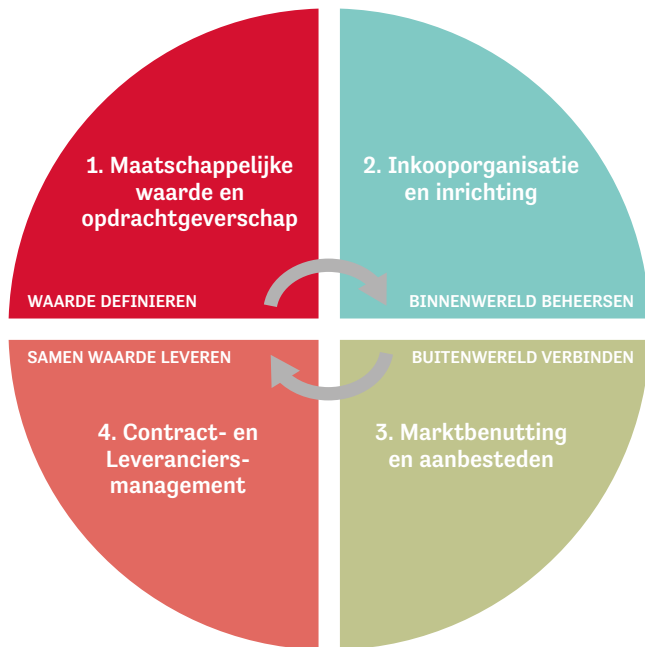 1. Maatschappelijke
waarde en
opdrachtgeverschap
WAARDE DEFINIEREN
2. Inkooporganisatie
en inrichting
BINNENWERELD BEHEERSEN
BUITENWERELD VERBINDEN
3. Marktbenutting
en aanbesteden
SAMEN WAARDE LEVEREN
4. Contract- en
Leveranciers-
management